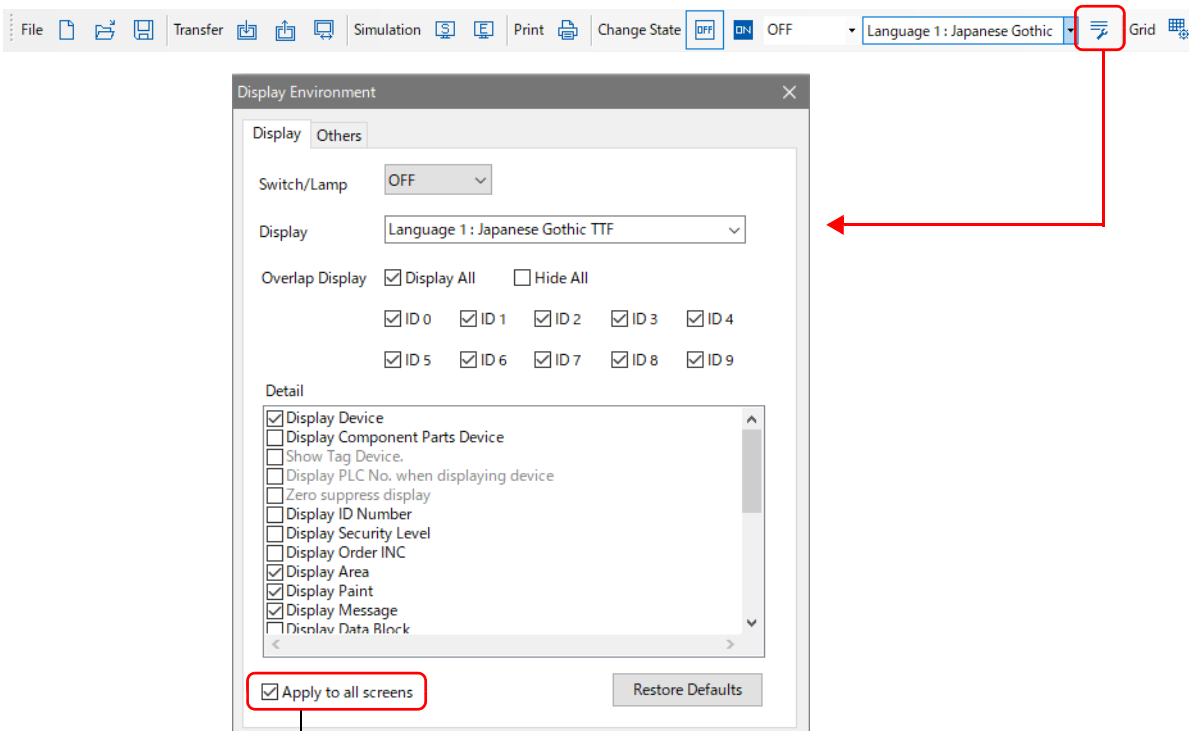 File Transfer Simulation S E Print Change State OFF ON OFF Language 1 : Japanese Gothic Grid
Display Environment
Display Others
Switch/Lamp OFF
Display Language 1 : Japanese Gothic TTF
Overlap Display Display All Hide All
ID 0 ID 1 ID 2 ID 3 ID 4
ID 5 ID 6 ID 7 ID 8 ID 9
Detail
Display Device
Display Component Parts Device
Show Tag Device.
Display PLC No. when displaying device
Zero suppress display
Display ID Number
Display Security Level
Display Order INC
Display Area
Display Paint
Display Message
Display Data Block
Apply to all screens Restore Defaults